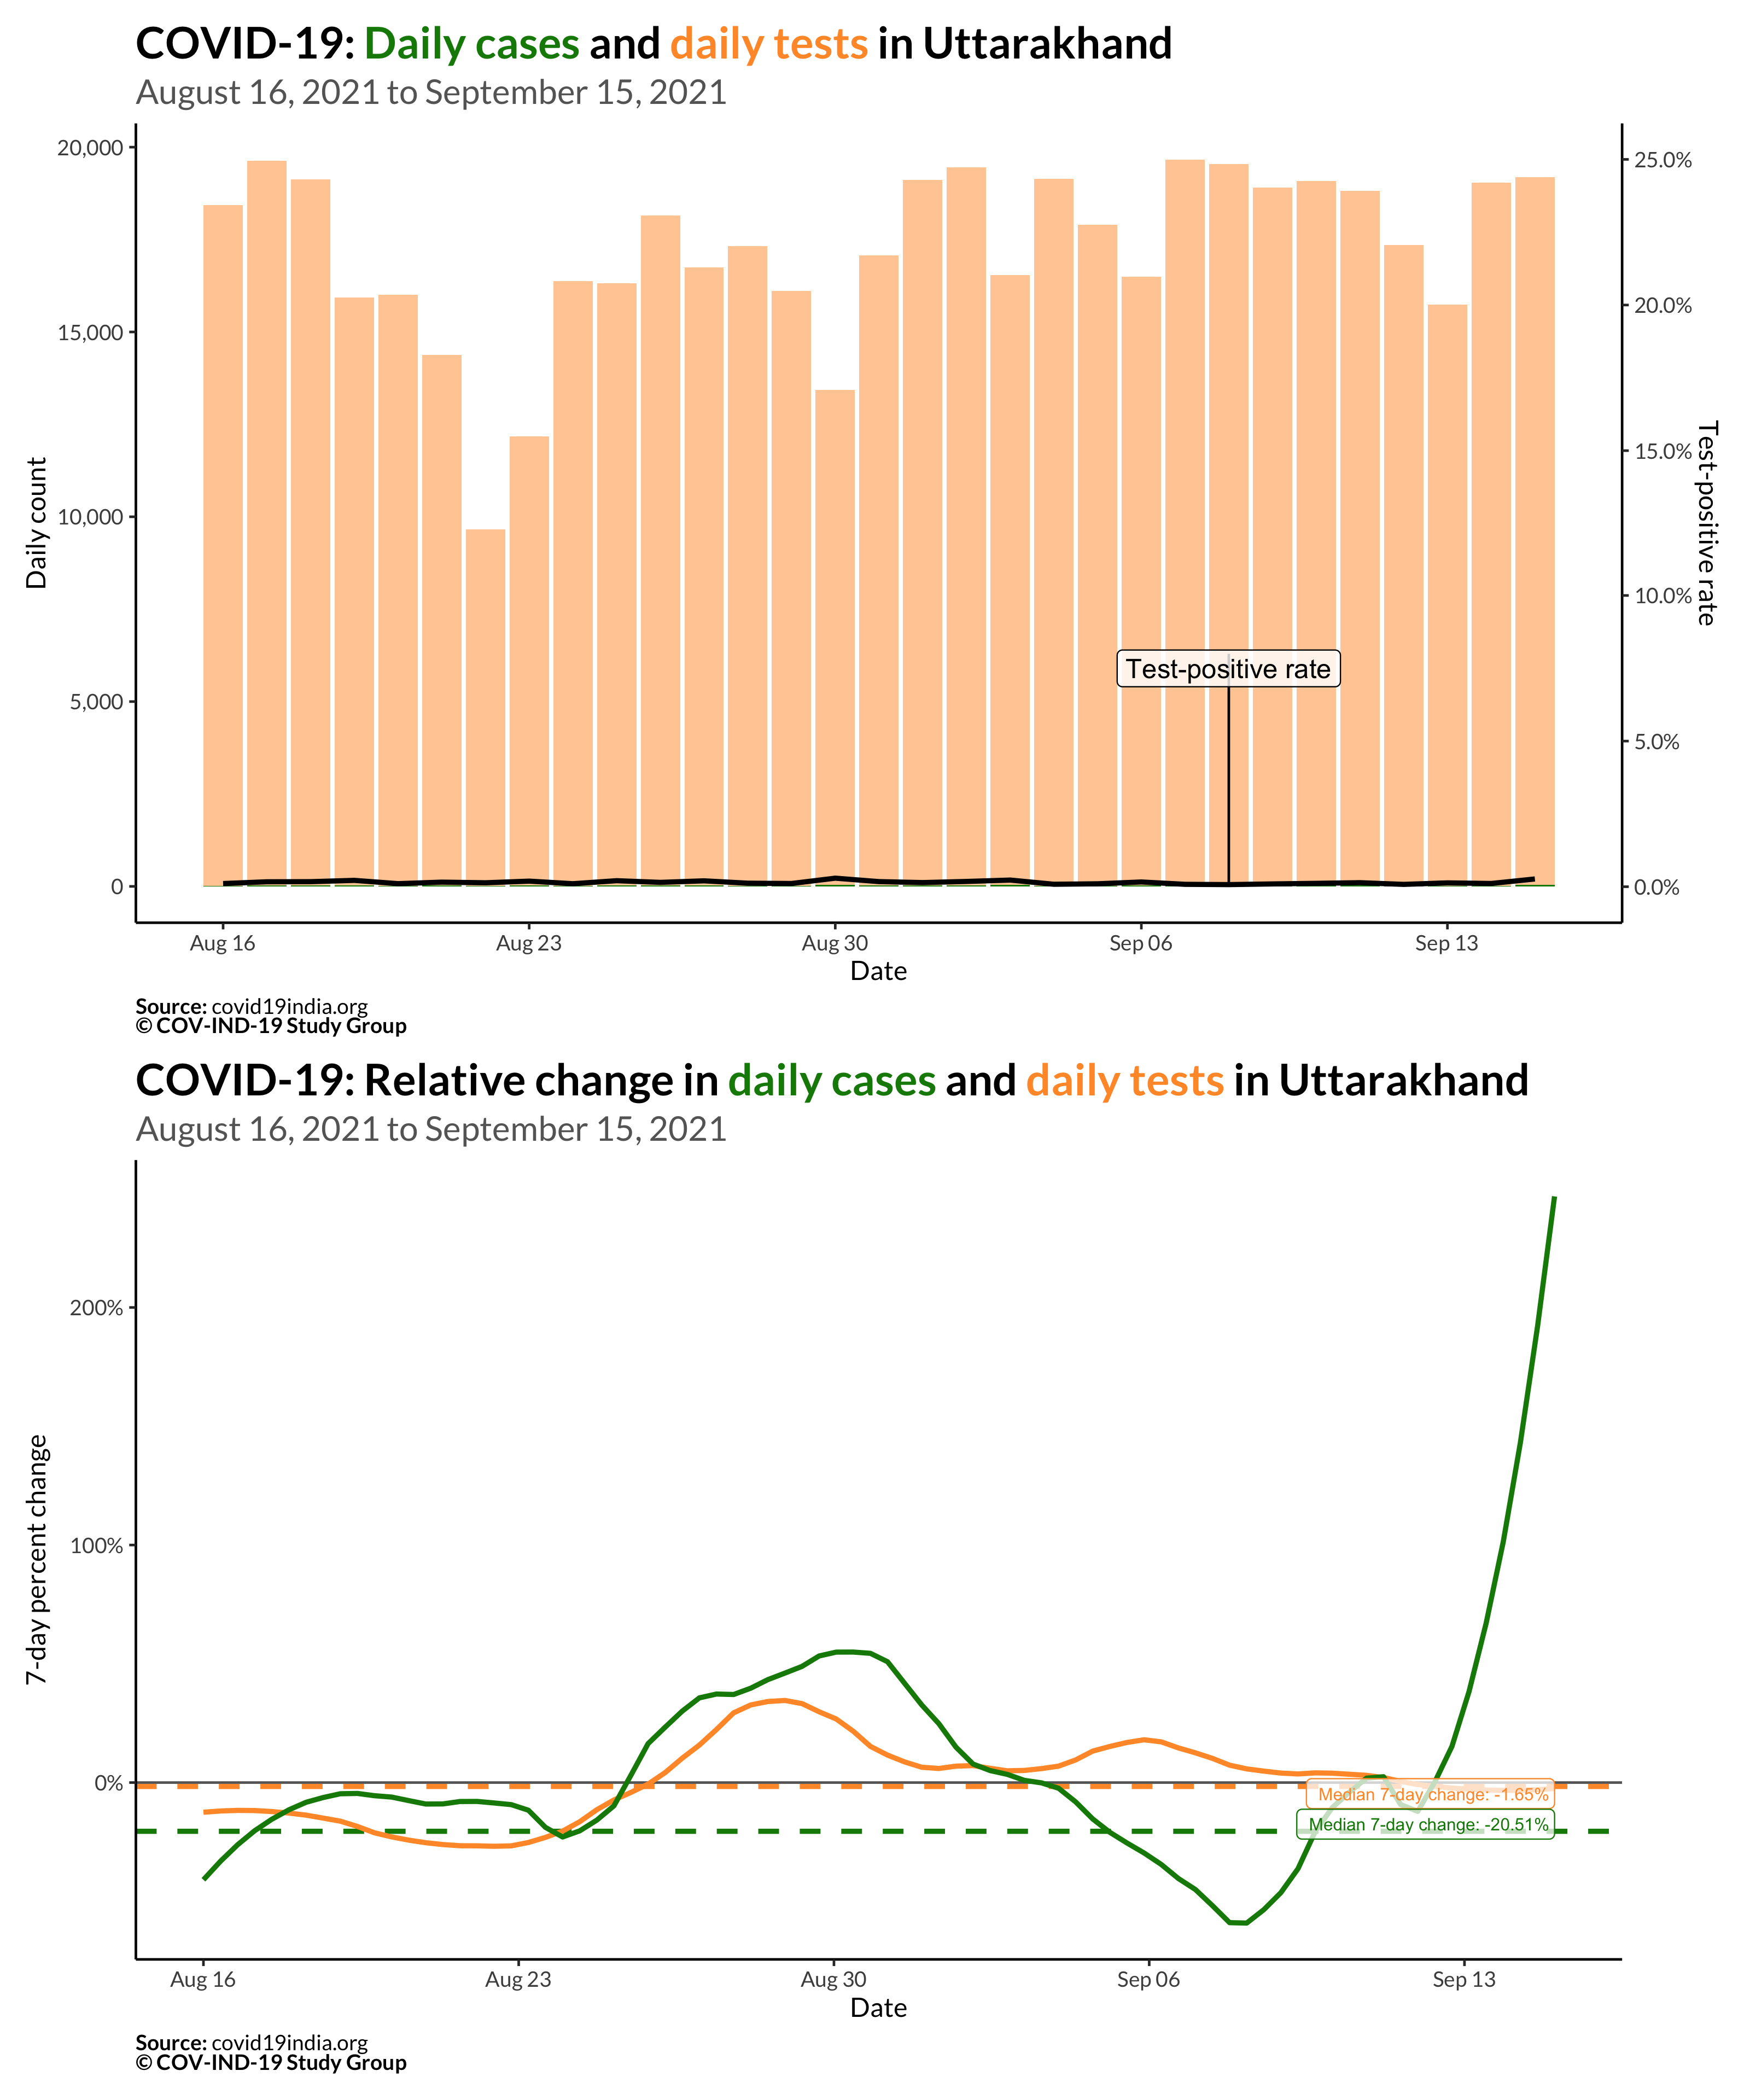 COVID-19: Daily cases and daily tests in Uttarakhand
August 16, 2021 to September 15, 2021
20,000
15,000
10,000
5,000
0
Daily count
25.0%
20.0%
15.0%
10.0%
5.0%
0.0%
Test-positive rate
Test-positive rate
Aug 16
Aug 23
Aug 30
Sep 06
Sep 13
Date
Source: covid19india.org
© COV-IND-19 Study Group
COVID-19: Relative change in daily cases and daily tests in Uttarakhand
August 16, 2021 to September 15, 2021
200%
100%
0%
7-day percent change
Median 7-day change: -1.65%
Median 7-day change: -20.51%
Aug 16
Aug 23
Aug 30
Sep 06
Sep 13
Date
Source: covid19india.org
© COV-IND-19 Study Group